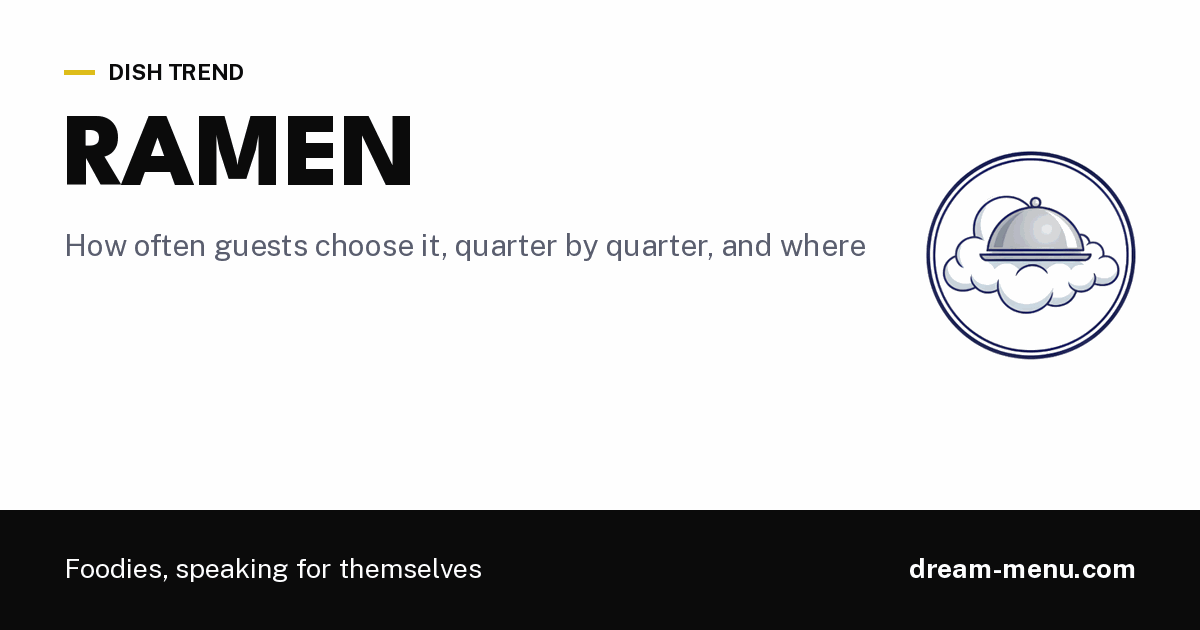 DISH TREND
RAMEN
How often guests choose it, quarter by quarter, and where
Foodies, speaking for themselves
dream-menu.com